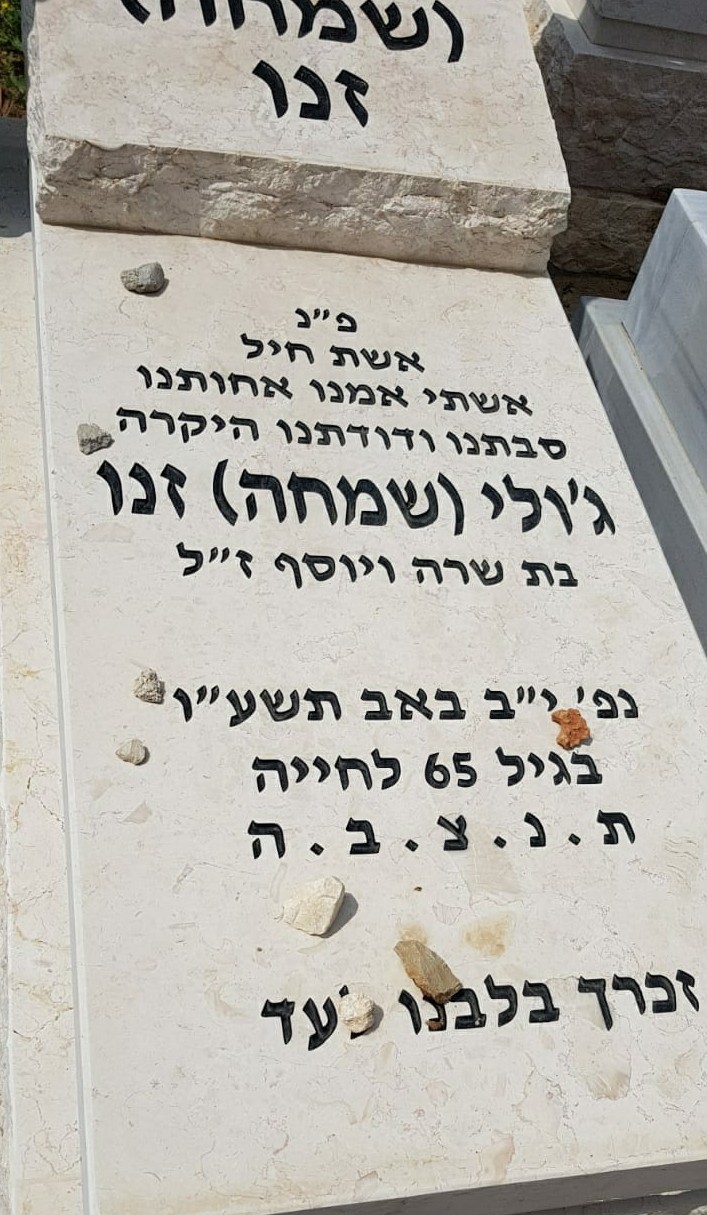 (שמחה)
זנו
פ״נ
אשת חיל
אשתי אמנו אחותנו
סבתנו ודודתנו היקרה
ג'ולי (שמחה) זנו
בת שרה ויוסף ז״ל
נפ' י״ב באב תשע״ו
בגיל 65 לחייה
ת . נ . צ . ב . ה
זכרך בלבנו לעד